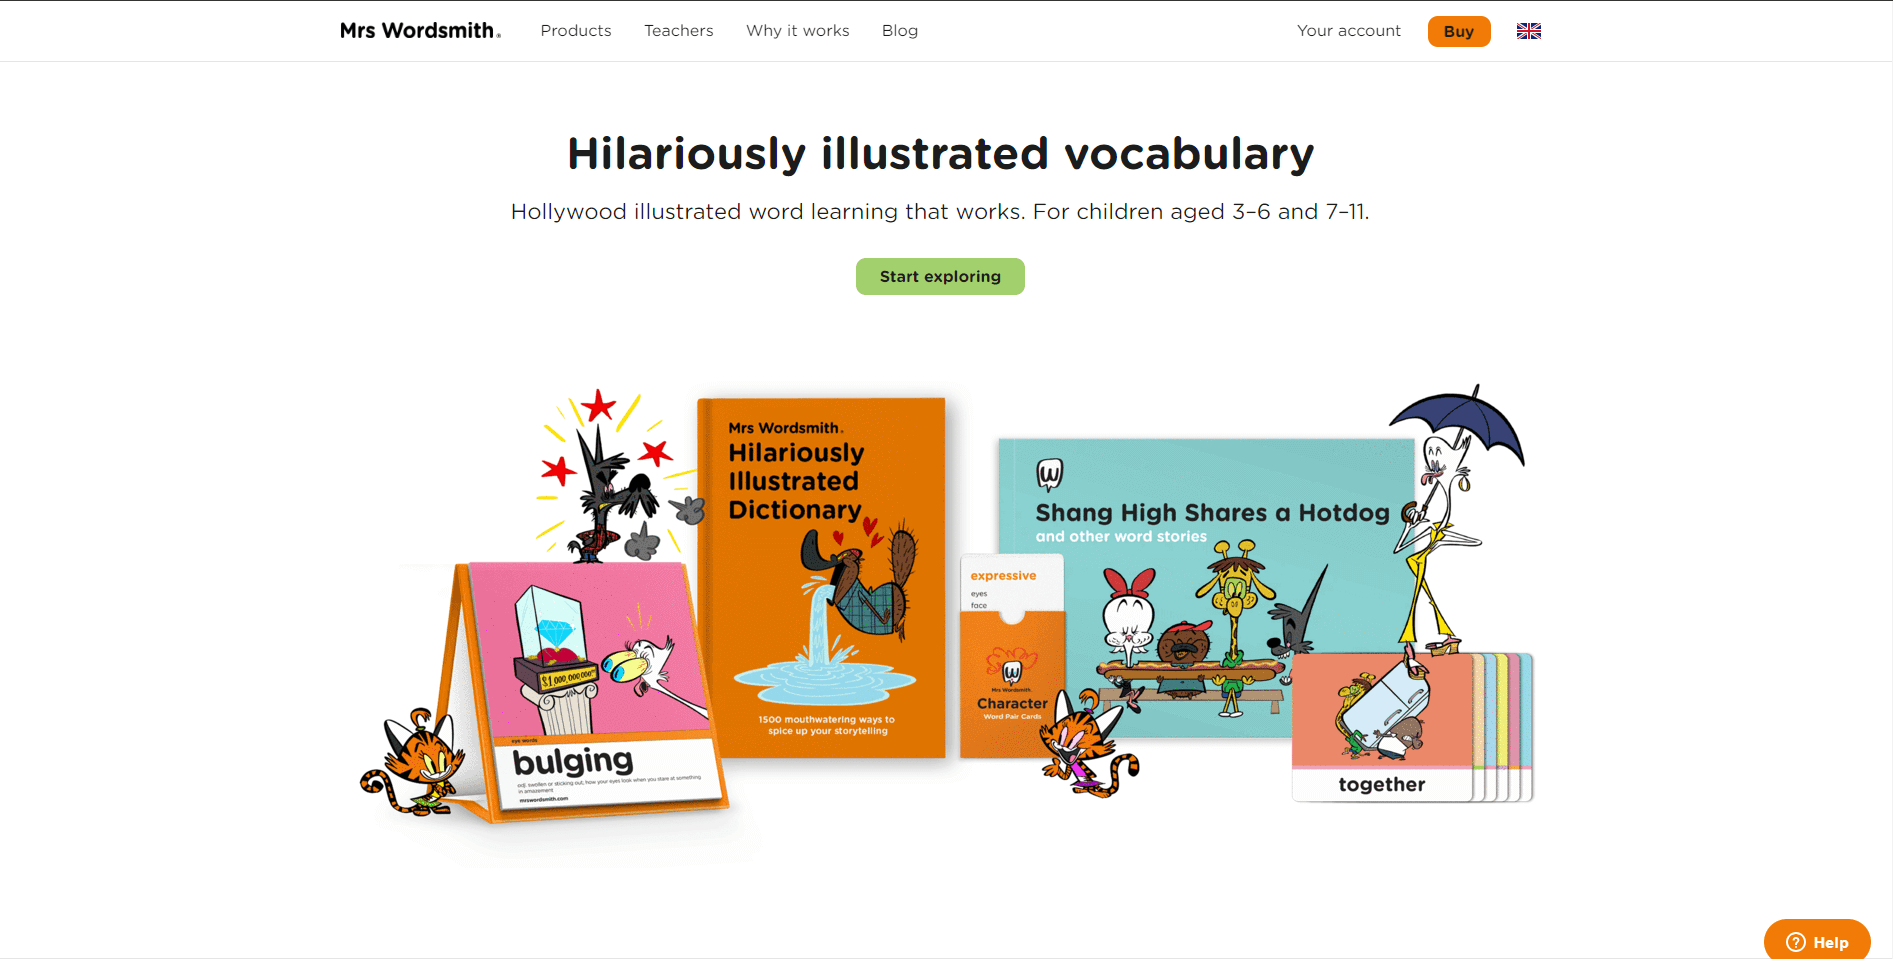 Mrs Wordsmith®
Products
Teachers
Why it works
Blog
Your account
Buy
Hilariously illustrated vocabulary
Hollywood illustrated word learning that works. For children aged 3–6 and 7–11.
Start exploring
Mrs Wordsmith®
Hilariously
Illustrated
Dictionary
1500 mouthwatering ways to
spice up your storytelling
W
Shang High Shares a Hotdog
and other word stories
expressive
eyes
face
W
Mrs Wordsmith
Character
Word Pair Cards
$1,000,000,000
eye words
bulging
adj. swollen or sticking out; how your eyes look when you stare at something
in amazement
mrswordsmith.com
together
? Help